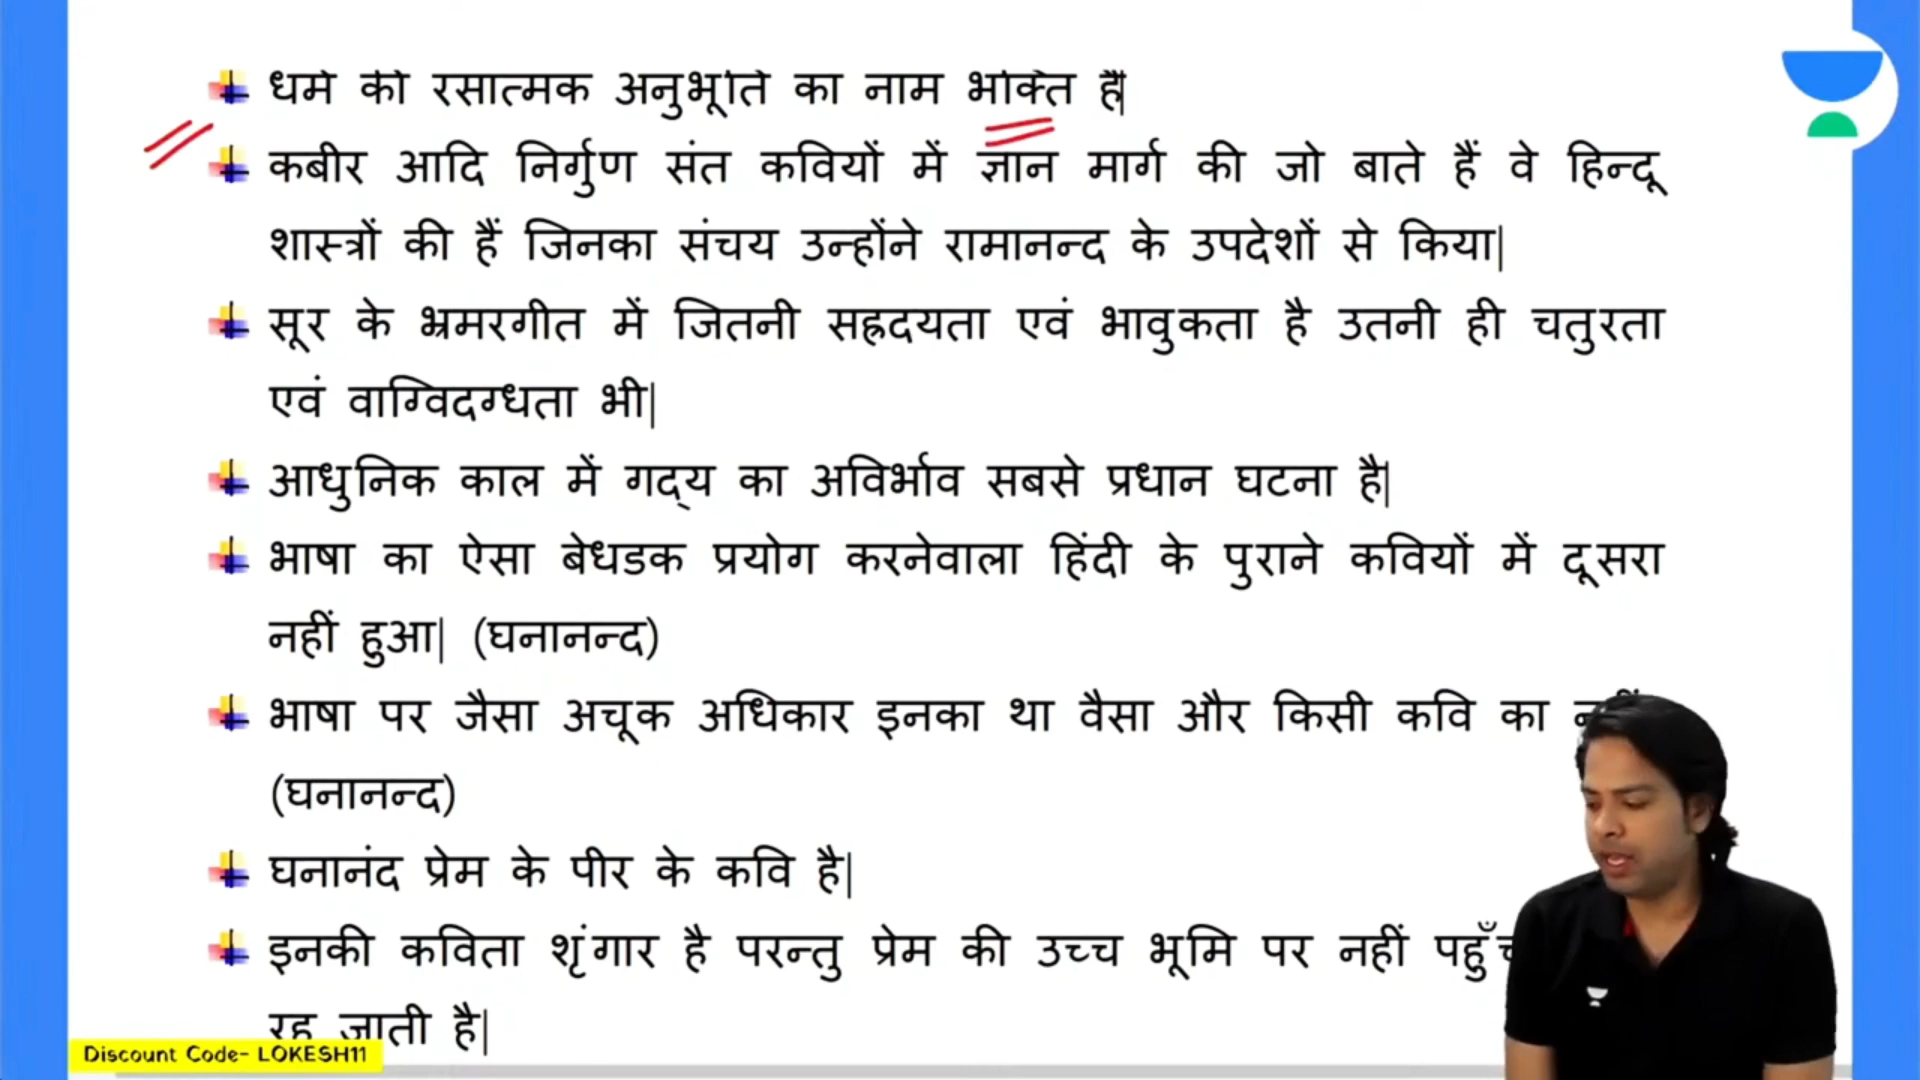 धर्म की रसात्मक अनुभूति का नाम भक्ति है|
कबीर आदि निर्गुण संत कवियों में ज्ञान मार्ग की जो बाते हैं वे हिन्दू
शास्त्रों की हैं जिनका संचय उन्होंने रामानन्द के उपदेशों से किया|
सूर के भ्रमरगीत में जितनी सह्रदयता एवं भावुकता है उतनी ही चतुरता
एवं वाग्विदग्धता भी|
आधुनिक काल में गद्य का अविर्भाव सबसे प्रधान घटना है|
भाषा का ऐसा बेधडक प्रयोग करनेवाला हिंदी के पुराने कवियों में दूसरा
नहीं हुआ| (घनानन्द)
भाषा पर जैसा अचूक अधिकार इनका था वैसा और किसी कवि का
(घनानन्द)
घनानंद प्रेम के पीर के कवि है|
इनकी कविता शृंगार है परन्तु प्रेम की उच्च भूमि पर नहीं
रह जाती है|
Discount Code- LOKESH11